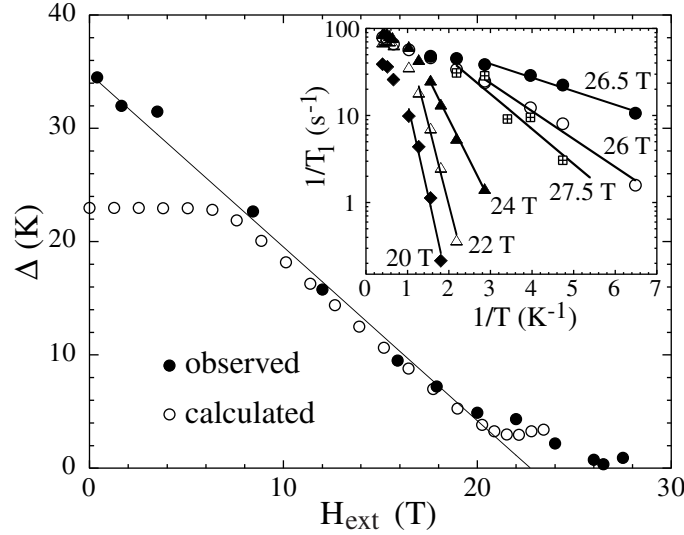 Δ (K)
40
30
20
10
0
0
10
20
30
H_ext (T)
observed
calculated
1/T_1 (s^-1)
100
10
1
0
1
2
3
4
5
6
7
1/T (K^-1)
26.5 T
26 T
27.5 T
24 T
22 T
20 T